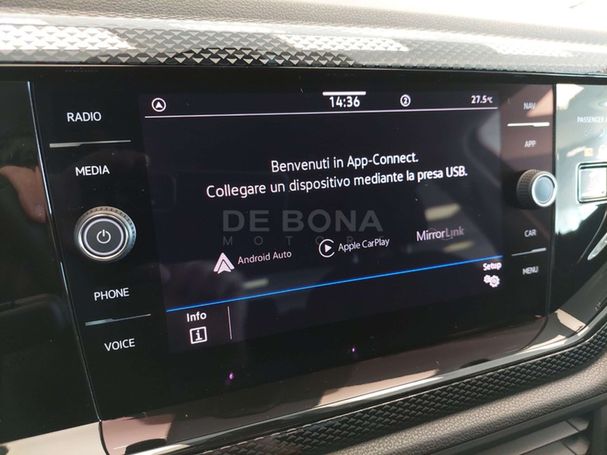 RADIO
MEDIA
PHONE
VOICE
14:36
2
27.5°C
Benvenuti in App-Connect.
Collegare un dispositivo mediante la presa USB.
DE BONA
MOTORS
Android Auto
Apple CarPlay
MirrorLink
Setup
Info
NAV
APP
CAR
MENU
PASSENGER